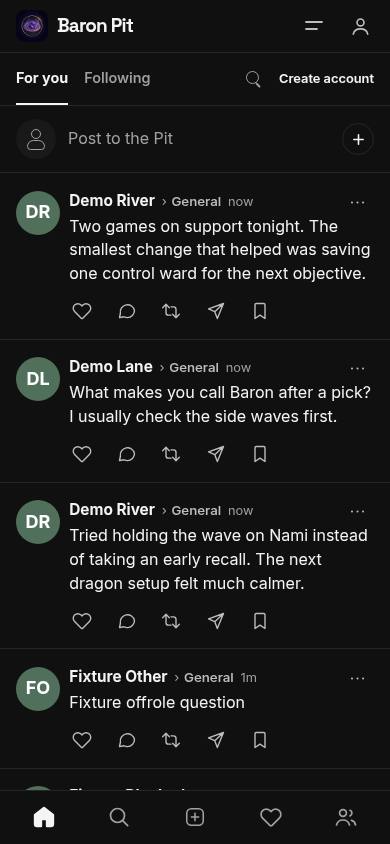 Baron Pit
For you Following Create account
Post to the Pit
DR Demo River › General now ...
Two games on support tonight. The
smallest change that helped was saving
one control ward for the next objective.
DL Demo Lane › General now ...
What makes you call Baron after a pick?
I usually check the side waves first.
DR Demo River › General now ...
Tried holding the wave on Nami instead
of taking an early recall. The next
dragon setup felt much calmer.
FO Fixture Other › General 1m ...
Fixture offrole question